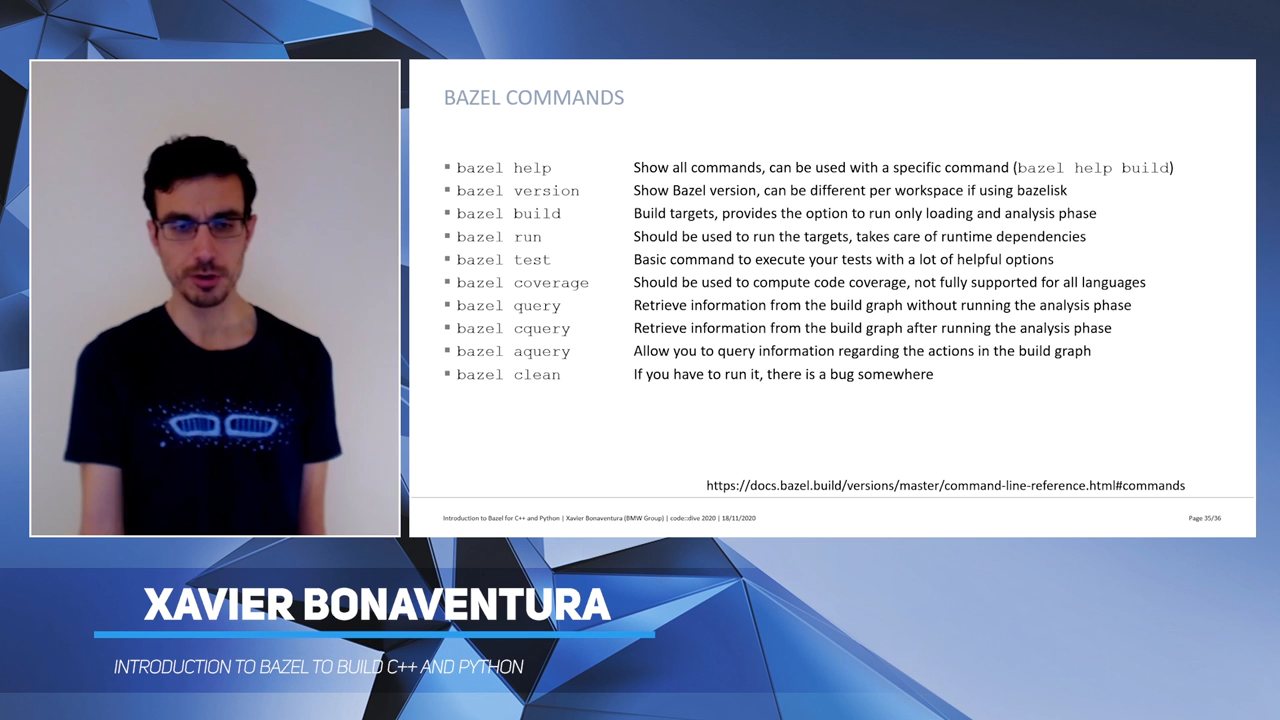 BAZEL COMMANDS
▪ bazel help Show all commands, can be used with a specific command (bazel help build)
▪ bazel version Show Bazel version, can be different per workspace if using bazelisk
▪ bazel build Build targets, provides the option to run only loading and analysis phase
▪ bazel run Should be used to run the targets, takes care of runtime dependencies
▪ bazel test Basic command to execute your tests with a lot of helpful options
▪ bazel coverage Should be used to compute code coverage, not fully supported for all languages
▪ bazel query Retrieve information from the build graph without running the analysis phase
▪ bazel cquery Retrieve information from the build graph after running the analysis phase
▪ bazel aquery Allow you to query information regarding the actions in the build graph
▪ bazel clean If you have to run it, there is a bug somewhere
https://docs.bazel.build/versions/master/command-line-reference.html#commands
Introduction to Bazel for C++ and Python | Xavier Bonaventura (BMW Group) | code::dive 2020 | 18/11/2020 Page 35/36
XAVIER BONAVENTURA
INTRODUCTION TO BAZEL TO BUILD C++ AND PYTHON